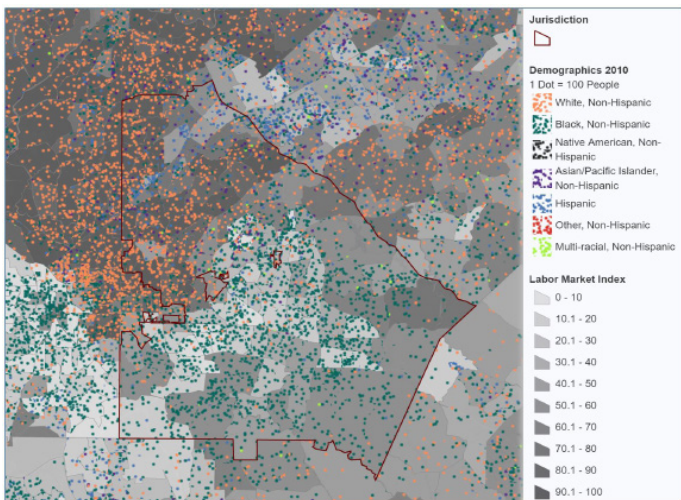 Jurisdiction
Demographics 2010
1 Dot = 100 People
White, Non-Hispanic
Black, Non-Hispanic
Native American, Non-
Hispanic
Asian/Pacific Islander,
Non-Hispanic
Hispanic
Other, Non-Hispanic
Multi-racial, Non-Hispanic
Labor Market Index
0 - 10
10.1 - 20
20.1 - 30
30.1 - 40
40.1 - 50
50.1 - 60
60.1 - 70
70.1 - 80
80.1 - 90
90.1 - 100